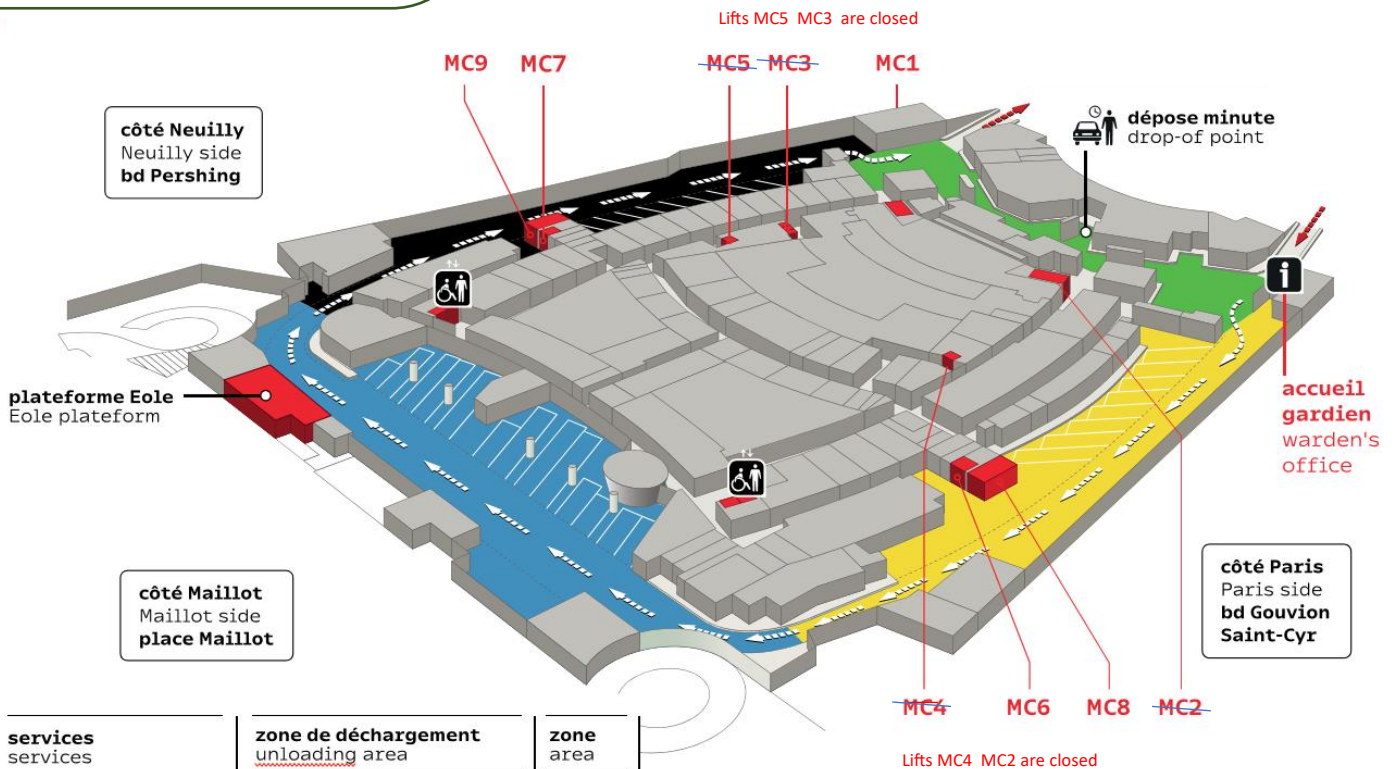 Lifts MC5 MC3 are closed
MC9 MC7 MC5 MC3 MC1
côté Neuilly
Neuilly side
bd Pershing
dépose minute
drop-of point
i
plateforme Eole
Eole plateform
accueil
gardien
warden's
office
côté Maillot
Maillot side
place Maillot
côté Paris
Paris side
bd Gouvion
Saint-Cyr
MC4 MC6 MC8 MC2
Lifts MC4 MC2 are closed
services
services
zone de déchargement
unloading area
zone
area